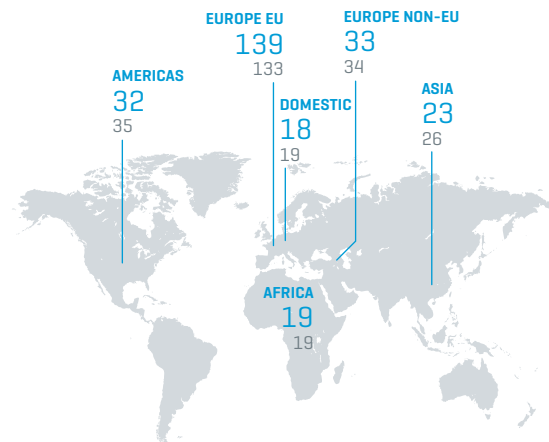 EUROPE EU
139
133
EUROPE NON-EU
33
34
AMERICAS
32
35
DOMESTIC
18
19
ASIA
23
26
AFRICA
19
19